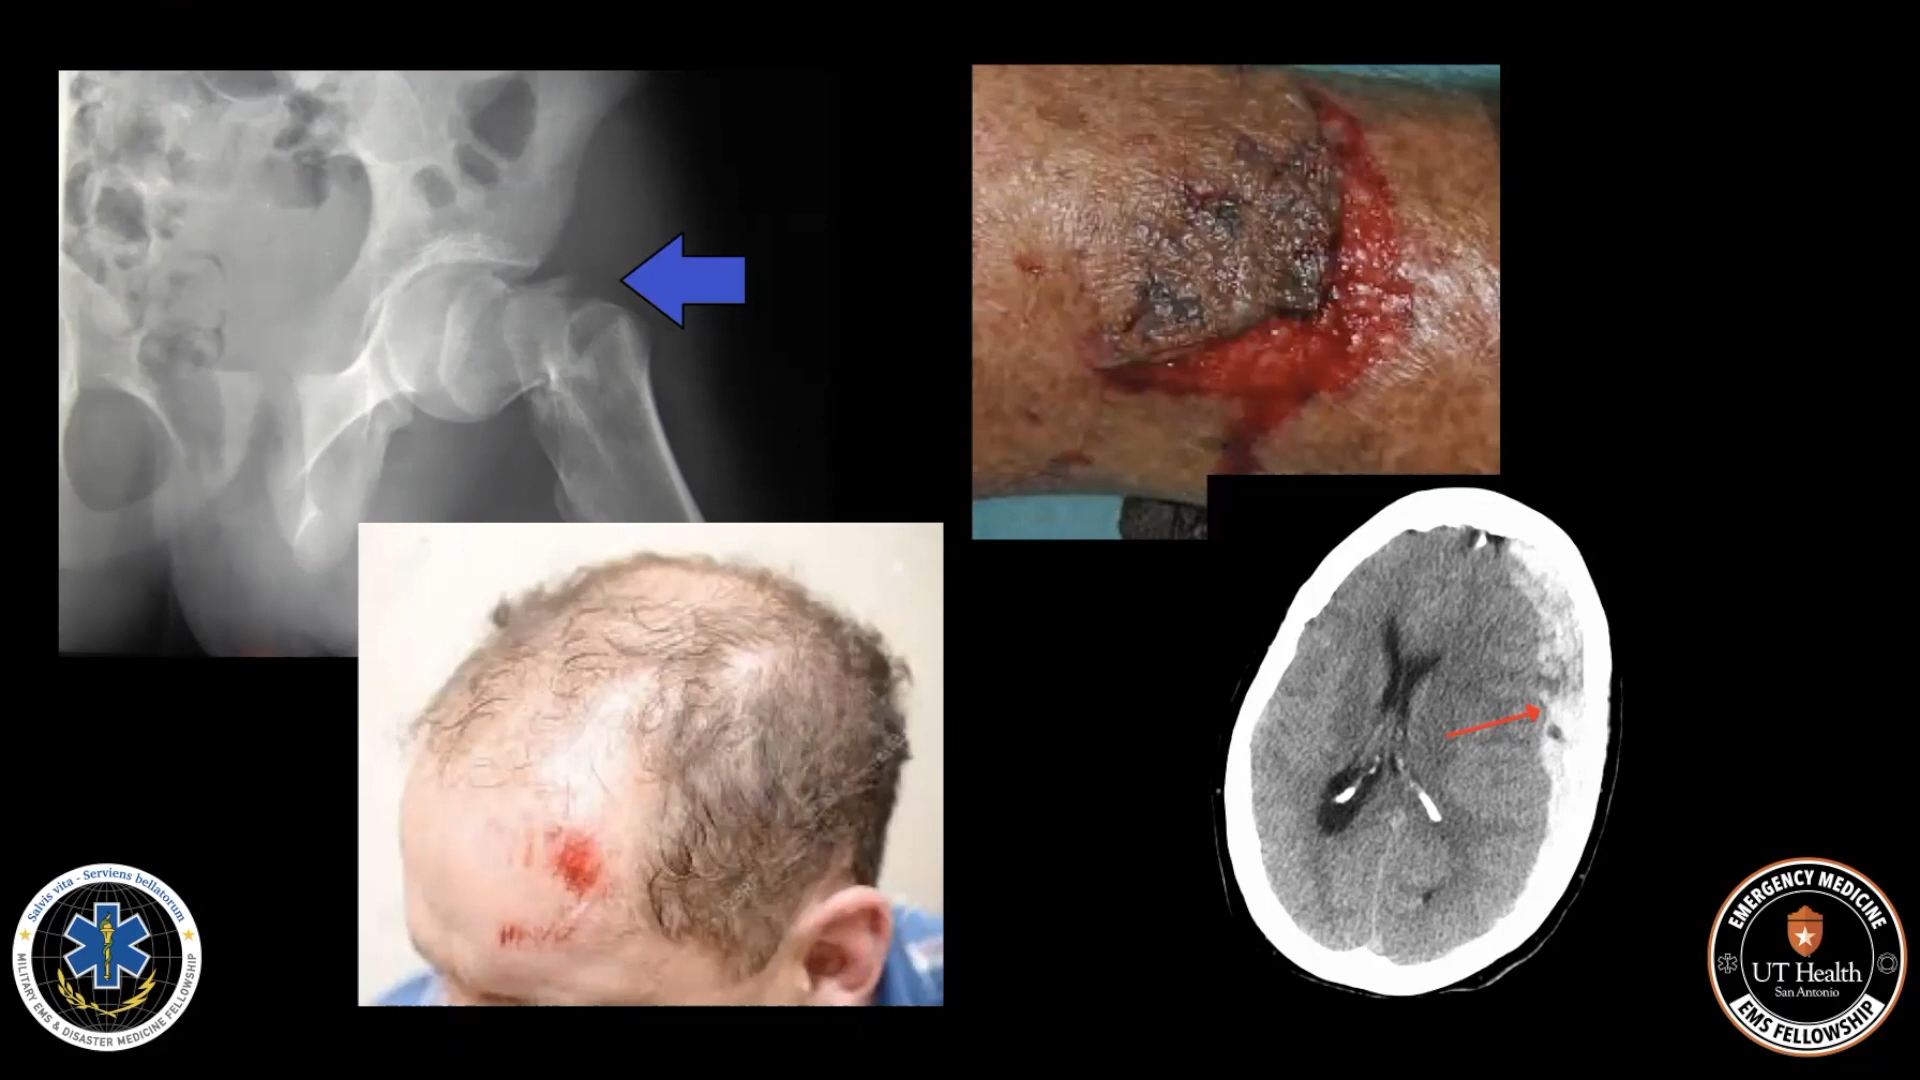 Salvis vita - Serviens bellatorum
MILITARY EMS & DISASTER MEDICINE FELLOWSHIP
EMERGENCY MEDICINE
UT Health
San Antonio
EMS FELLOWSHIP